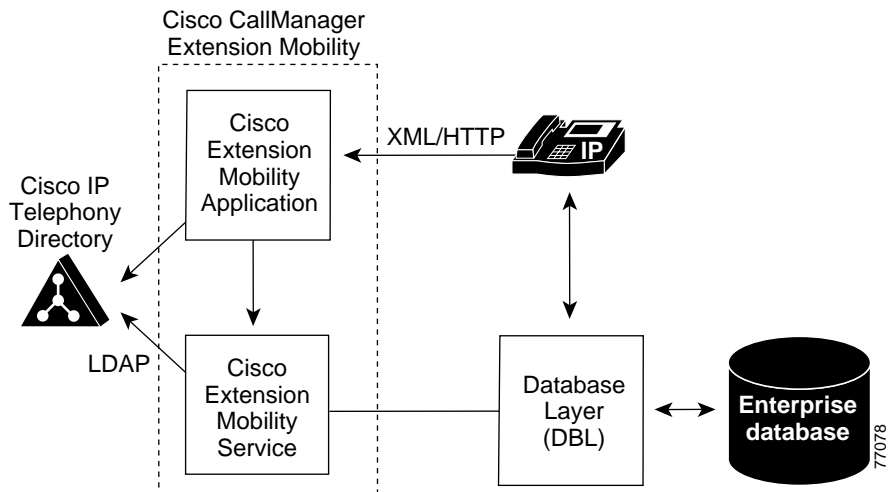 Cisco CallManager
Extension Mobility
Cisco
Extension
Mobility
Application
XML/HTTP
IP
Cisco IP
Telephony
Directory
LDAP
Cisco
Extension
Mobility
Service
Database
Layer
(DBL)
Enterprise
database
77078